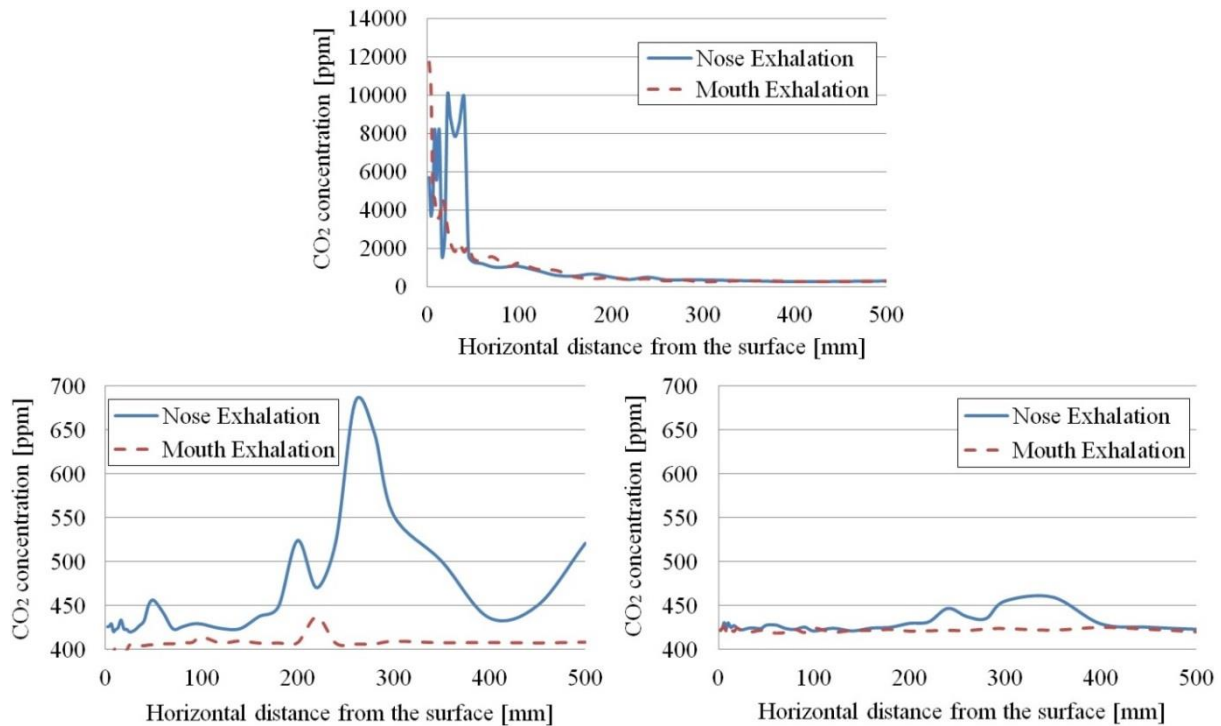 14000
12000
10000
8000
6000
4000
2000
0
CO2 concentration [ppm]
Nose Exhalation
Mouth Exhalation
0 100 200 300 400 500
Horizontal distance from the surface [mm]
700
650
600
550
500
450
400
CO2 concentration [ppm]
Nose Exhalation
Mouth Exhalation
0 100 200 300 400 500
Horizontal distance from the surface [mm]
700
650
600
550
500
450
400
CO2 concentration [ppm]
Nose Exhalation
Mouth Exhalation
0 100 200 300 400 500
Horizontal distance from the surface [mm]